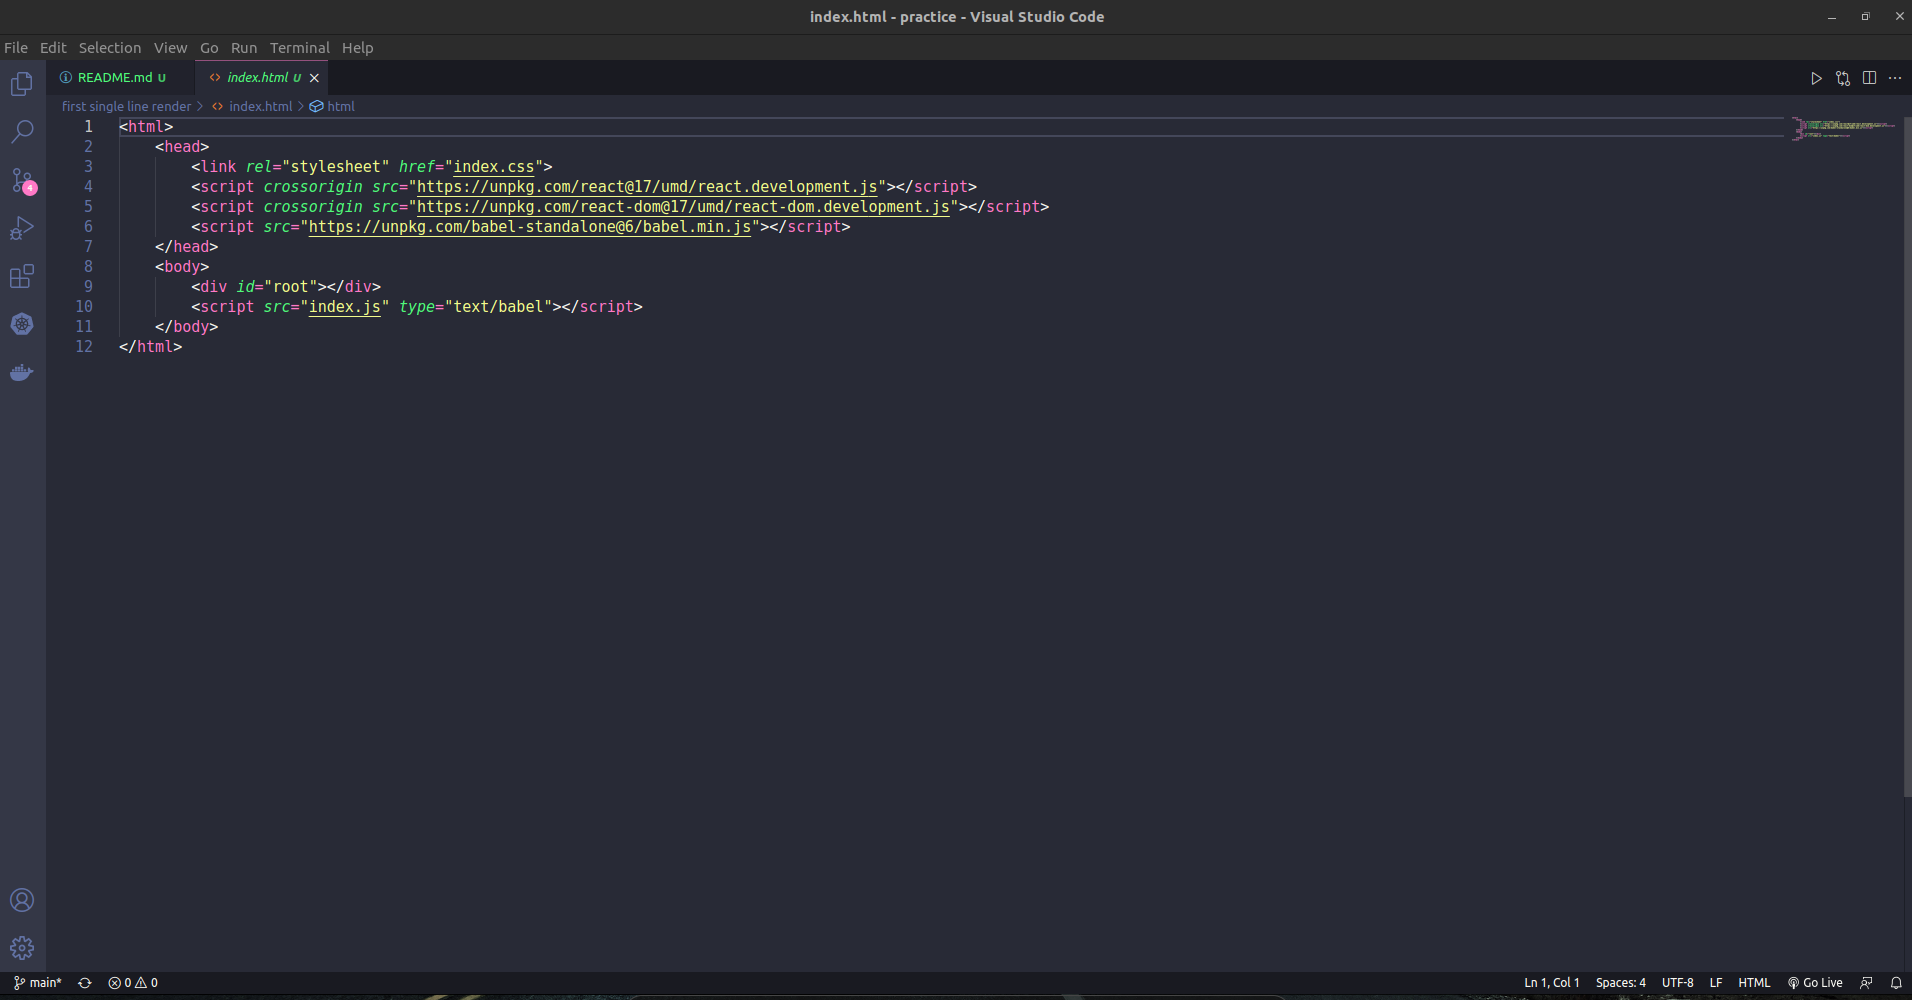 index.html - practice - Visual Studio Code
File Edit Selection View Go Run Terminal Help
README.md U index.html U
first single line render > index.html > html
1 <html>
2 <head>
3 <link rel="stylesheet" href="index.css">
4 <script crossorigin src="https://unpkg.com/react@17/umd/react.development.js"></script>
5 <script crossorigin src="https://unpkg.com/react-dom@17/umd/react-dom.development.js"></script>
6 <script src="https://unpkg.com/babel-standalone@6/babel.min.js"></script>
7 </head>
8 <body>
9 <div id="root"></div>
10 <script src="index.js" type="text/babel"></script>
11 </body>
12 </html>
4
main* 0 0 Ln 1, Col 1 Spaces: 4 UTF-8 LF HTML Go Live